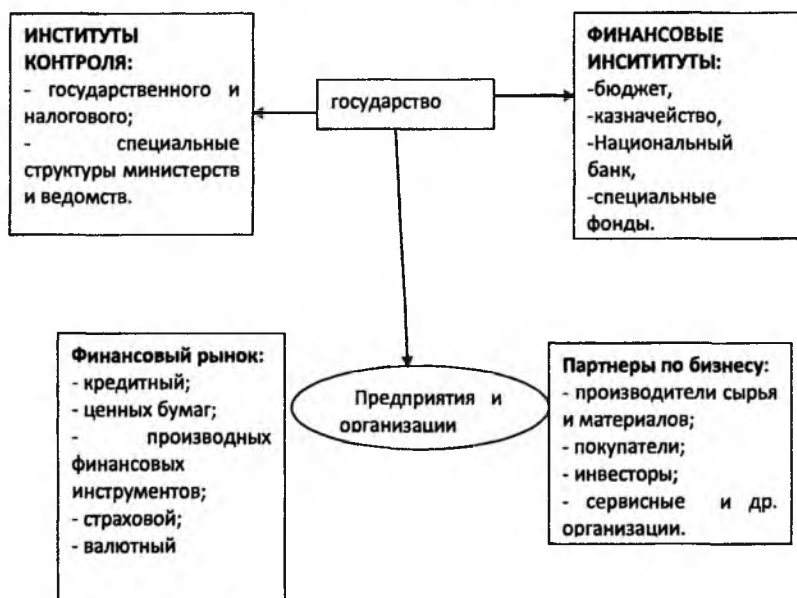 ИНСТИТУТЫ
КОНТРОЛЯ:
- государственного и
налогового;
- специальные
структуры министерств
и ведомств.
государство
ФИНАНСОВЫЕ
ИНСИТИТУТЫ:
-бюджет,
-казначейство,
-Национальный
банк,
-специальные
фонды.
Финансовый рынок:
- кредитный;
- ценных бумаг;
- производных
финансовых
инструментов;
- страховой;
- валютный
Предприятия и
организации
Партнеры по бизнесу:
- производители сырья
и материалов;
- покупатели;
- инвесторы;
- сервисные и др.
организации.